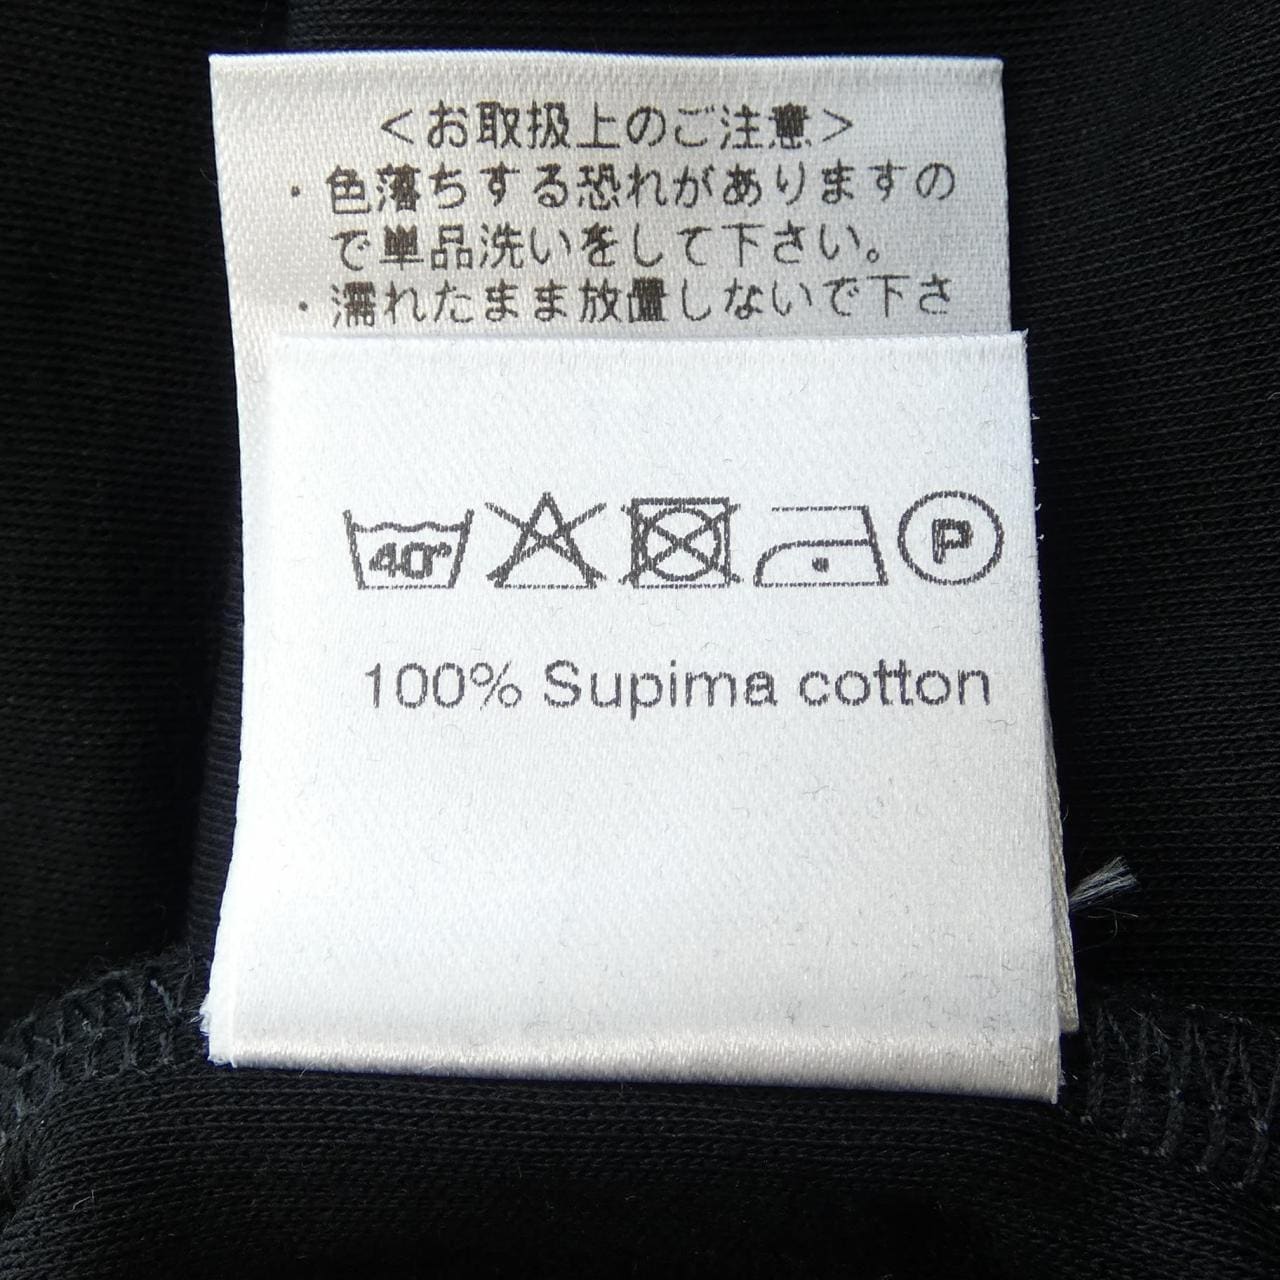 ＜お取扱上のご注意＞
・色落ちする恐れがありますの
で単品洗いをして下さい。
・濡れたまま放置しないで下さ
40°
P
100% Supima cotton